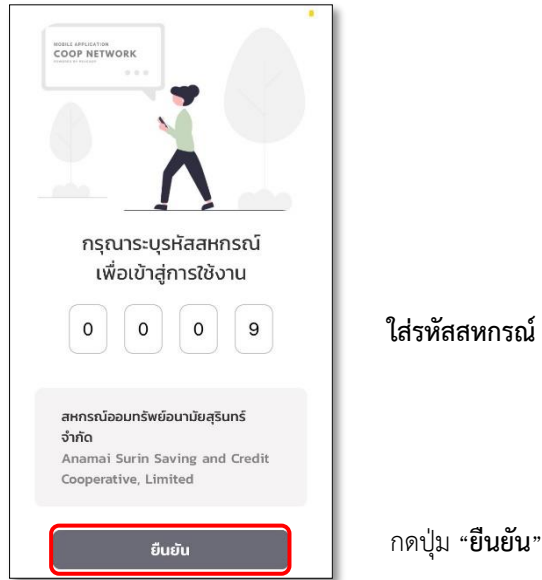 MOBILE APPLICATION
COOP NETWORK
กรุณาระบุรหัสสหกรณ์
เพื่อเข้าสู่การใช้งาน
0 0 0 9
ใส่รหัสสหกรณ์
สหกรณ์ออมทรัพย์อนามัยสุรินทร์
จำกัด
Anamai Surin Saving and Credit
Cooperative, Limited
ยืนยัน
กดปุ่ม “ยืนยัน”